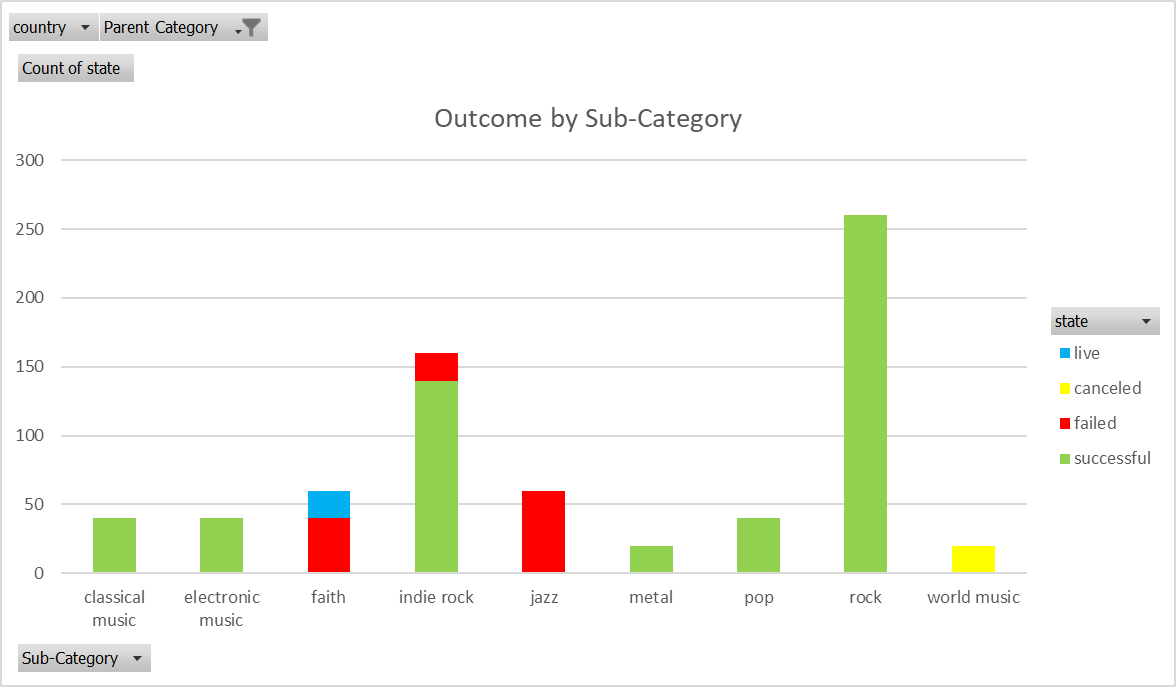 country Parent Category
Count of state
Outcome by Sub-Category
300
250
200
150
100
50
0
classical music
electronic music
faith
indie rock
jazz
metal
pop
rock
world music
state
live
canceled
failed
successful
Sub-Category